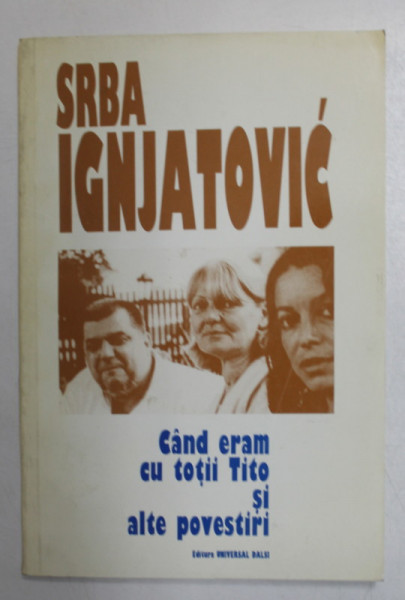 SRBA
IGNJATOVIĆ
Când eram
cu toții Tito
și
alte povestiri
Editura UNIVERSAL DALSI